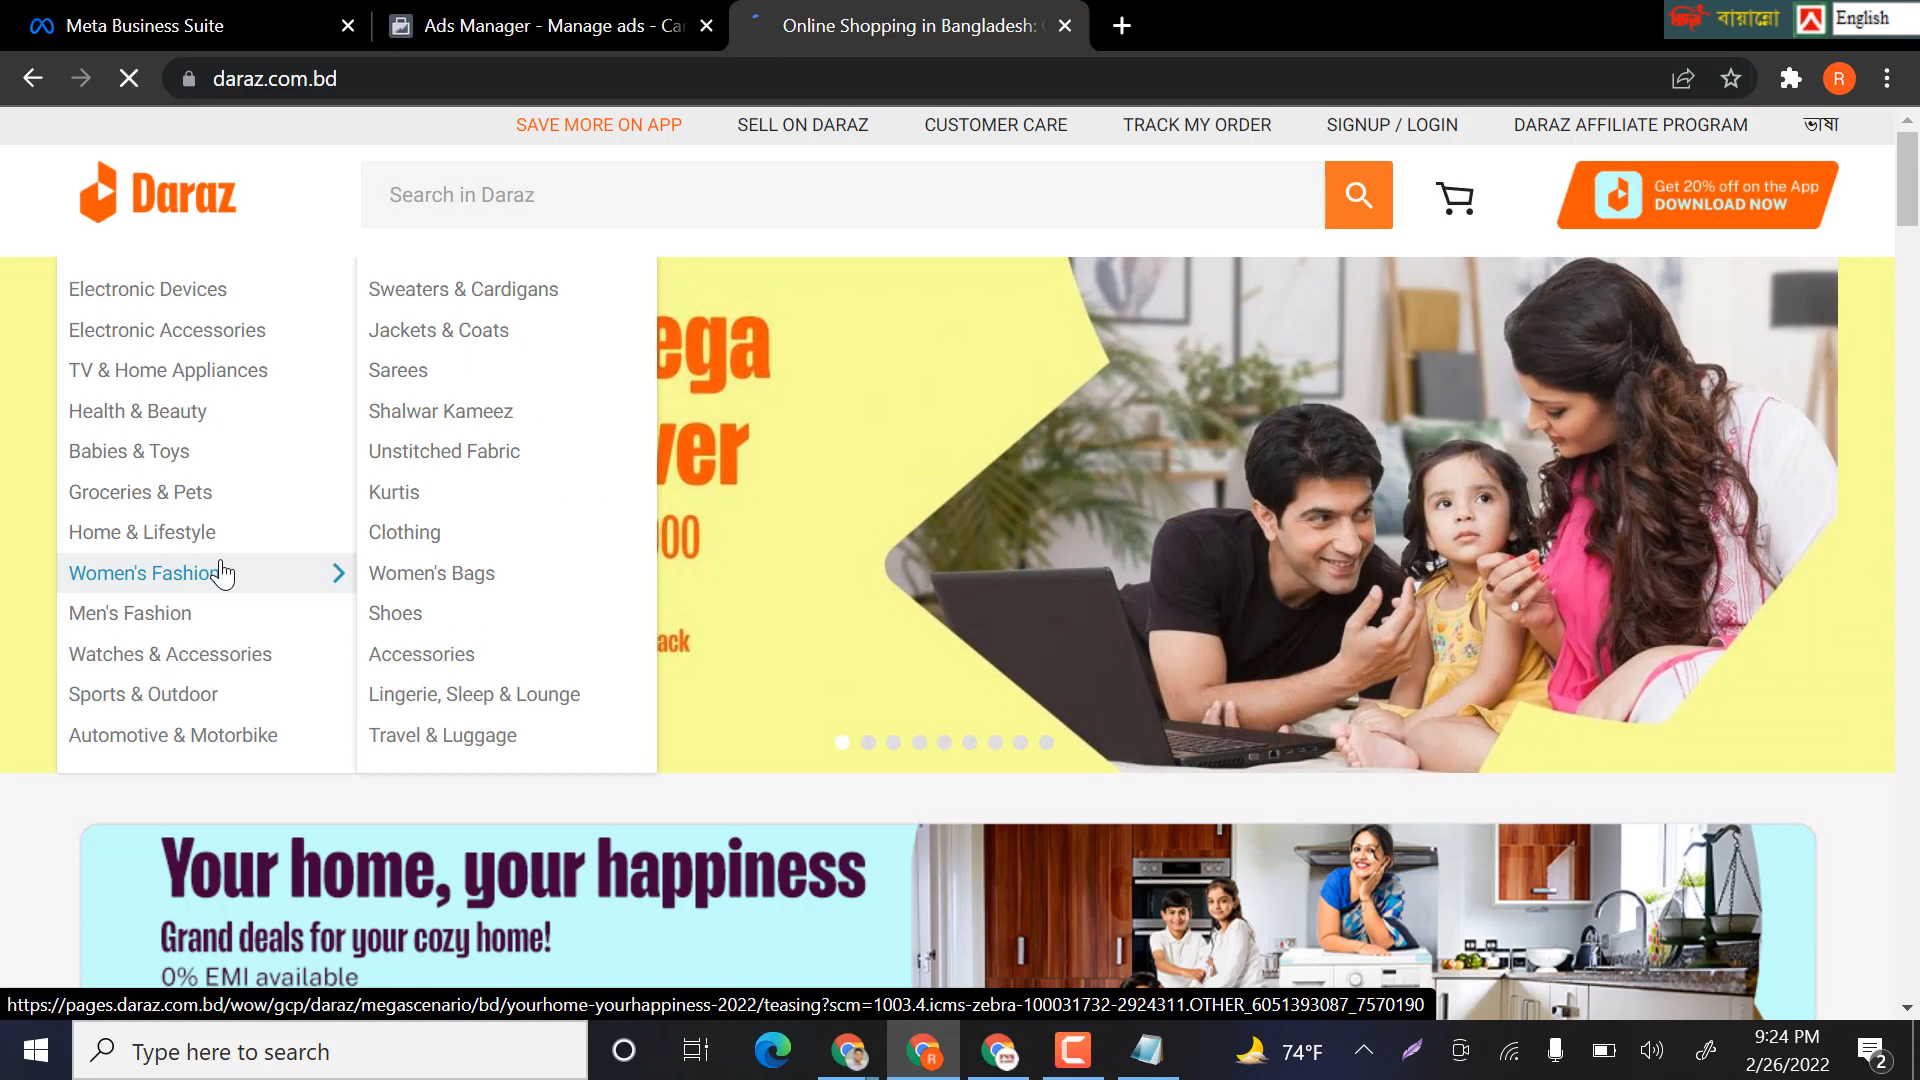 Meta Business Suite
Ads Manager - Manage ads - Ca
Online Shopping in Bangladesh:
বায়ান্নো
English
daraz.com.bd
R
SAVE MORE ON APP
SELL ON DARAZ
CUSTOMER CARE
TRACK MY ORDER
SIGNUP / LOGIN
DARAZ AFFILIATE PROGRAM
ভাষা
Daraz
Search in Daraz
Get 20% off on the App
DOWNLOAD NOW
Electronic Devices
Electronic Accessories
TV & Home Appliances
Health & Beauty
Babies & Toys
Groceries & Pets
Home & Lifestyle
Women's Fashion
Men's Fashion
Watches & Accessories
Sports & Outdoor
Automotive & Motorbike
Sweaters & Cardigans
Jackets & Coats
Sarees
Shalwar Kameez
Unstitched Fabric
Kurtis
Clothing
Women's Bags
Shoes
Accessories
Lingerie, Sleep & Lounge
Travel & Luggage
ega
ver
00
ack
Your home, your happiness
Grand deals for your cozy home!
0% EMI available
https://pages.daraz.com.bd/wow/gcp/daraz/megascenario/bd/yourhome-yourhappiness-2022/teasing?scm=1003.4.icms-zebra-100031732-2924311.OTHER_6051393087_7570190
Type here to search
R
74°F
9:24 PM
2/26/2022
2